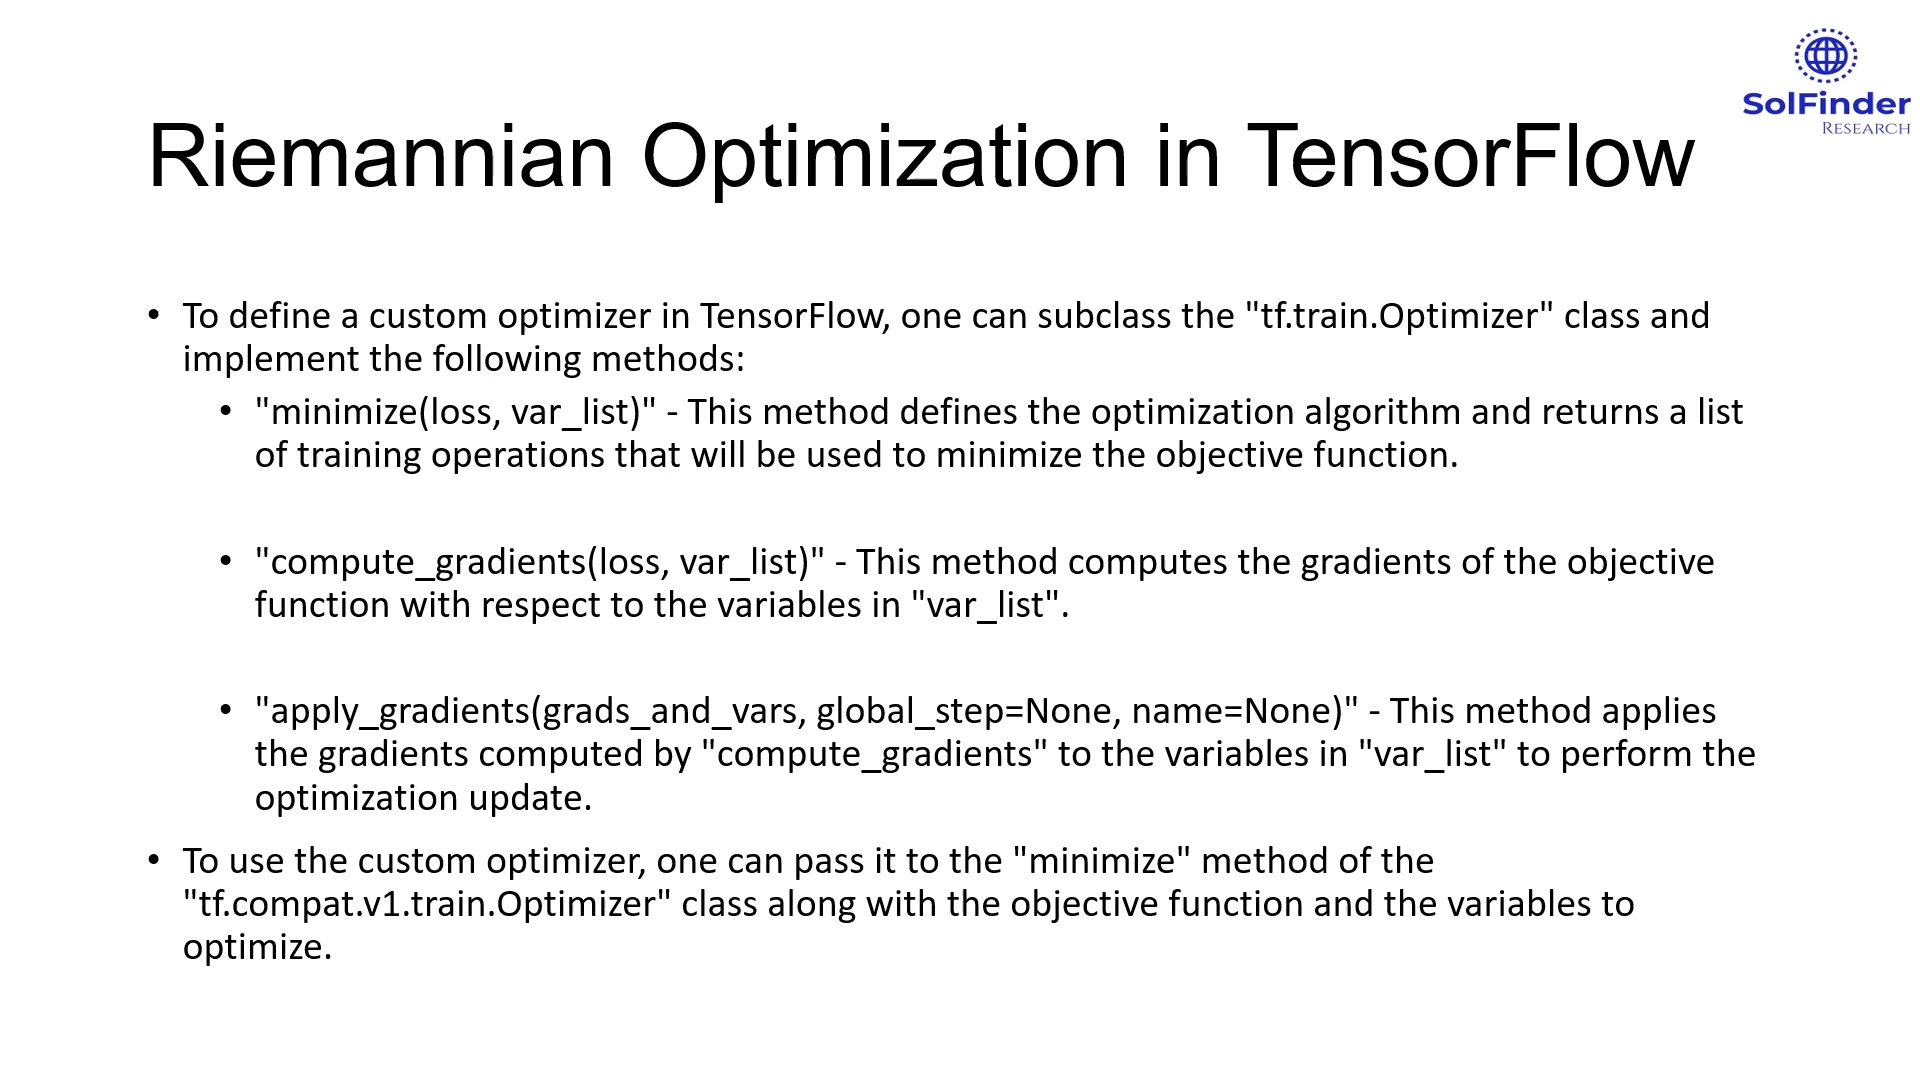 SolFinder
RESEARCH
Riemannian Optimization in TensorFlow
• To define a custom optimizer in TensorFlow, one can subclass the "tf.train.Optimizer" class and
implement the following methods:
• "minimize(loss, var_list)" - This method defines the optimization algorithm and returns a list
of training operations that will be used to minimize the objective function.
• "compute_gradients(loss, var_list)" - This method computes the gradients of the objective
function with respect to the variables in "var_list".
• "apply_gradients(grads_and_vars, global_step=None, name=None)" - This method applies
the gradients computed by "compute_gradients" to the variables in "var_list" to perform the
optimization update.
• To use the custom optimizer, one can pass it to the "minimize" method of the
"tf.compat.v1.train.Optimizer" class along with the objective function and the variables to
optimize.